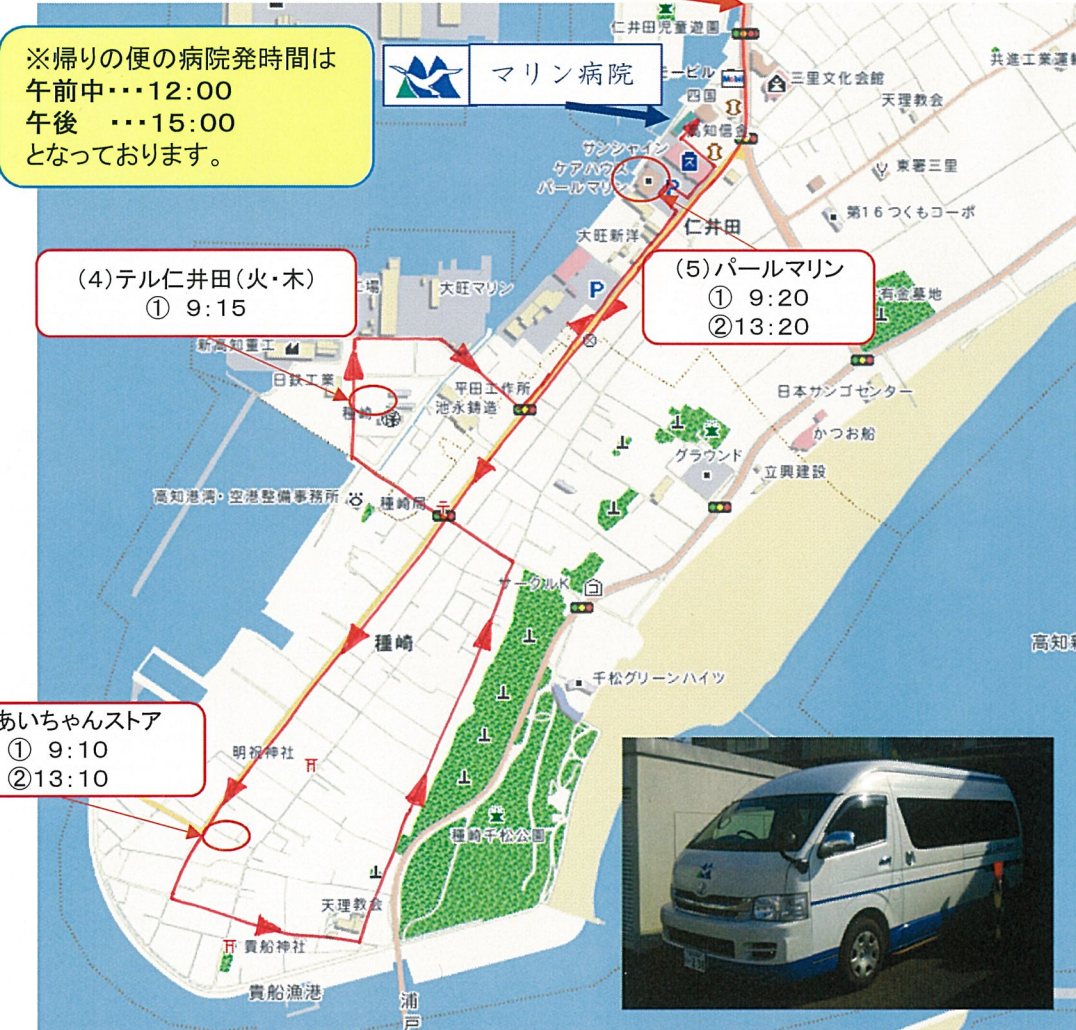 ※帰りの便の病院発時間は
午前中・・・12:00
午後　・・・15:00
となっております。
マリン病院
仁井田児童遊園
モービル
Mobil
三里文化会館
共進工業運輸
天理教会
四国
高知信金
サンシャイン
ケアハウス
パールマリン
ス
P
東署三里
第16つくもコーポ
仁井田
大旺新洋
(4)テル仁井田(火・木)
① 9:15
工場
大旺マリン
P
(5)パールマリン
① 9:20
②13:20
有金墓地
新高知重工
日鉄工業
種崎
平田工作所
池永鋳造
日本サンゴセンター
かつお船
グラウンド
立興建設
高知港湾・空港整備事務所
種崎局
サークルK
種崎
千松グリーンハイツ
高知新
あいちゃんストア
① 9:10
②13:10
明祝神社
種崎千松公園
天理教会
貴船神社
貴船漁港
浦
戸